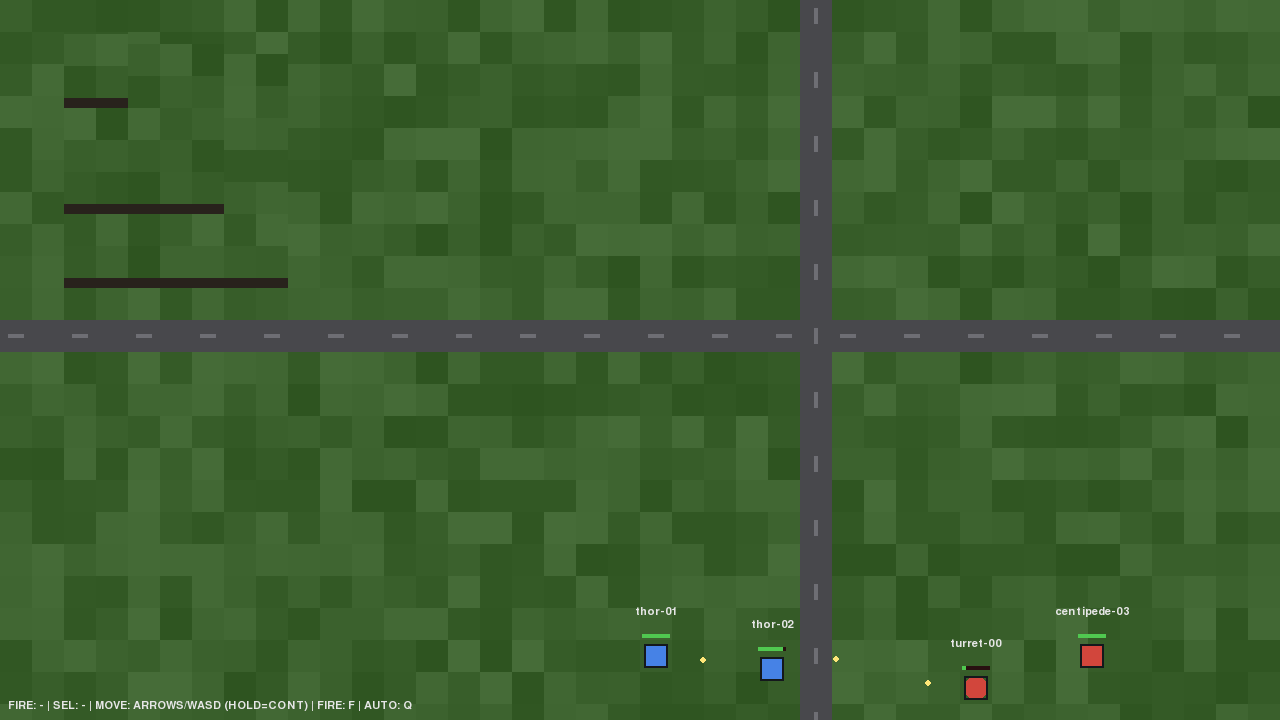 thor-01
centipede-03
thor-02
turret-00
FIRE: - | SEL: - | MOVE: ARROWS/WASD (HOLD=CONT) | FIRE: F | AUTO: Q